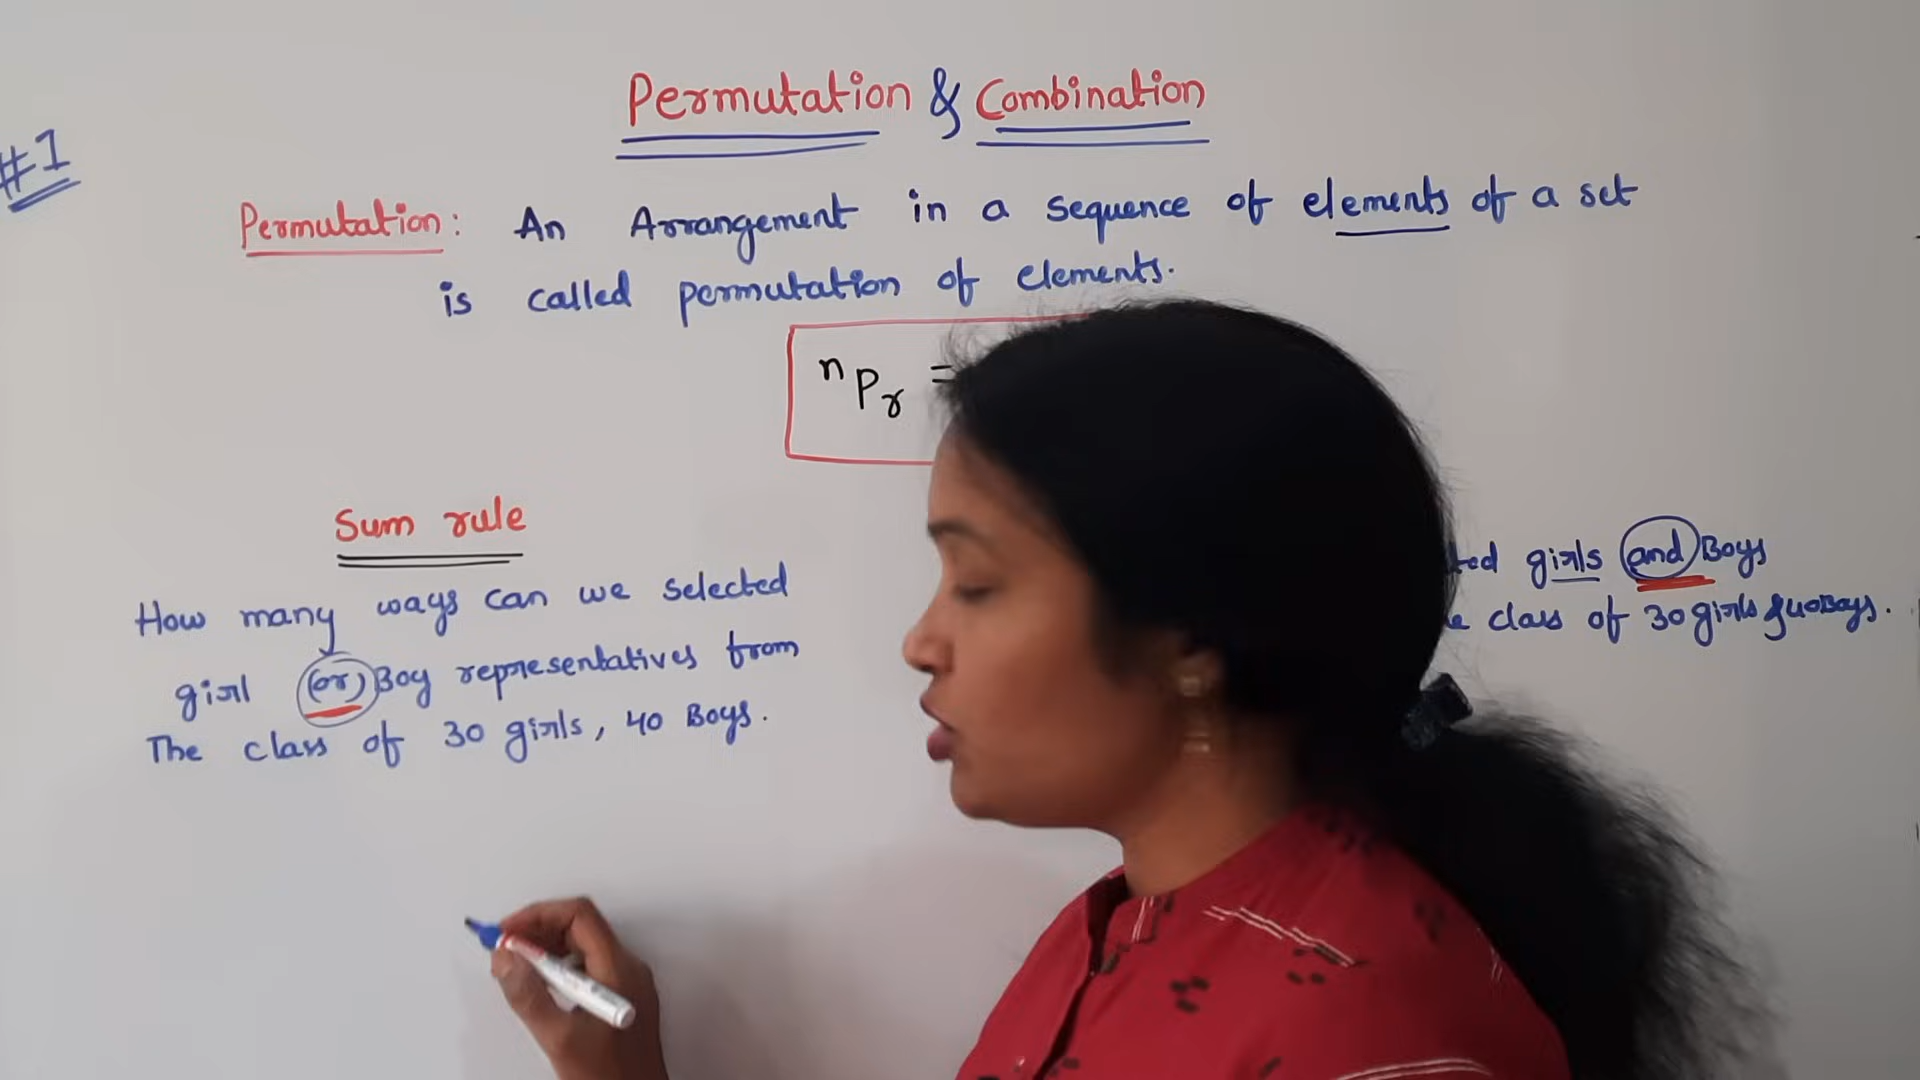 Permutation & Combination
#1
Permutation: An Arrangement in a sequence of elements of a set
is called permutation of elements.
nPr =
Sum rule
How many ways can we selected
girl (or) Boy representatives from
The class of 30 girls, 40 Boys.
girls and Boys
class of 30 girls & 40 Boys.